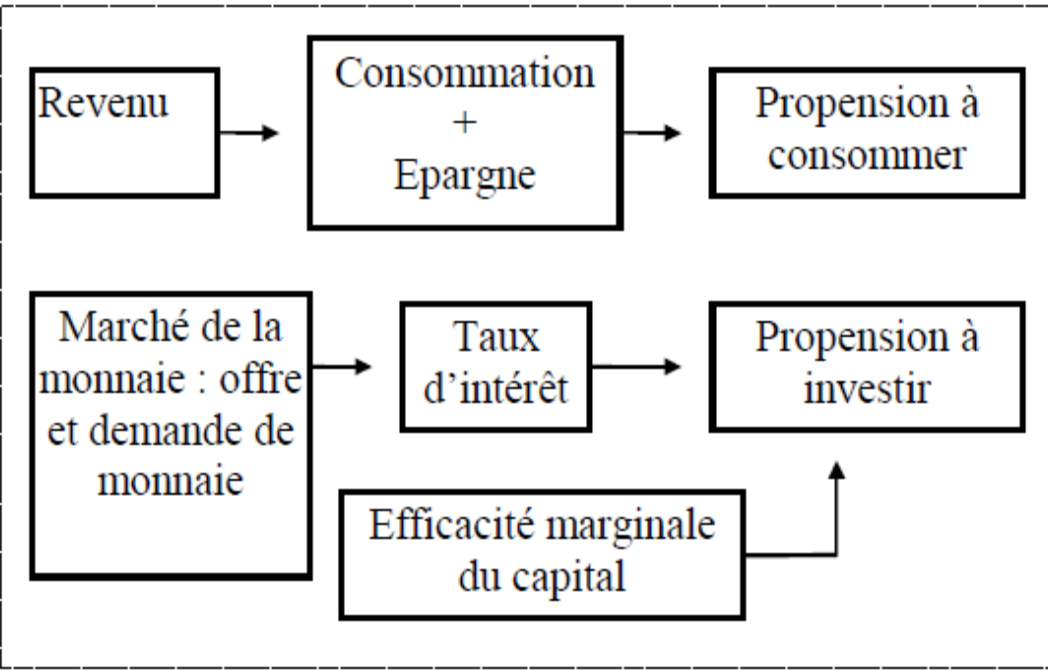 Revenu
Consommation
+
Epargne
Propension à
consommer
Marché de la
monnaie : offre
et demande de
monnaie
Taux
d’intérêt
Propension à
investir
Efficacité marginale
du capital